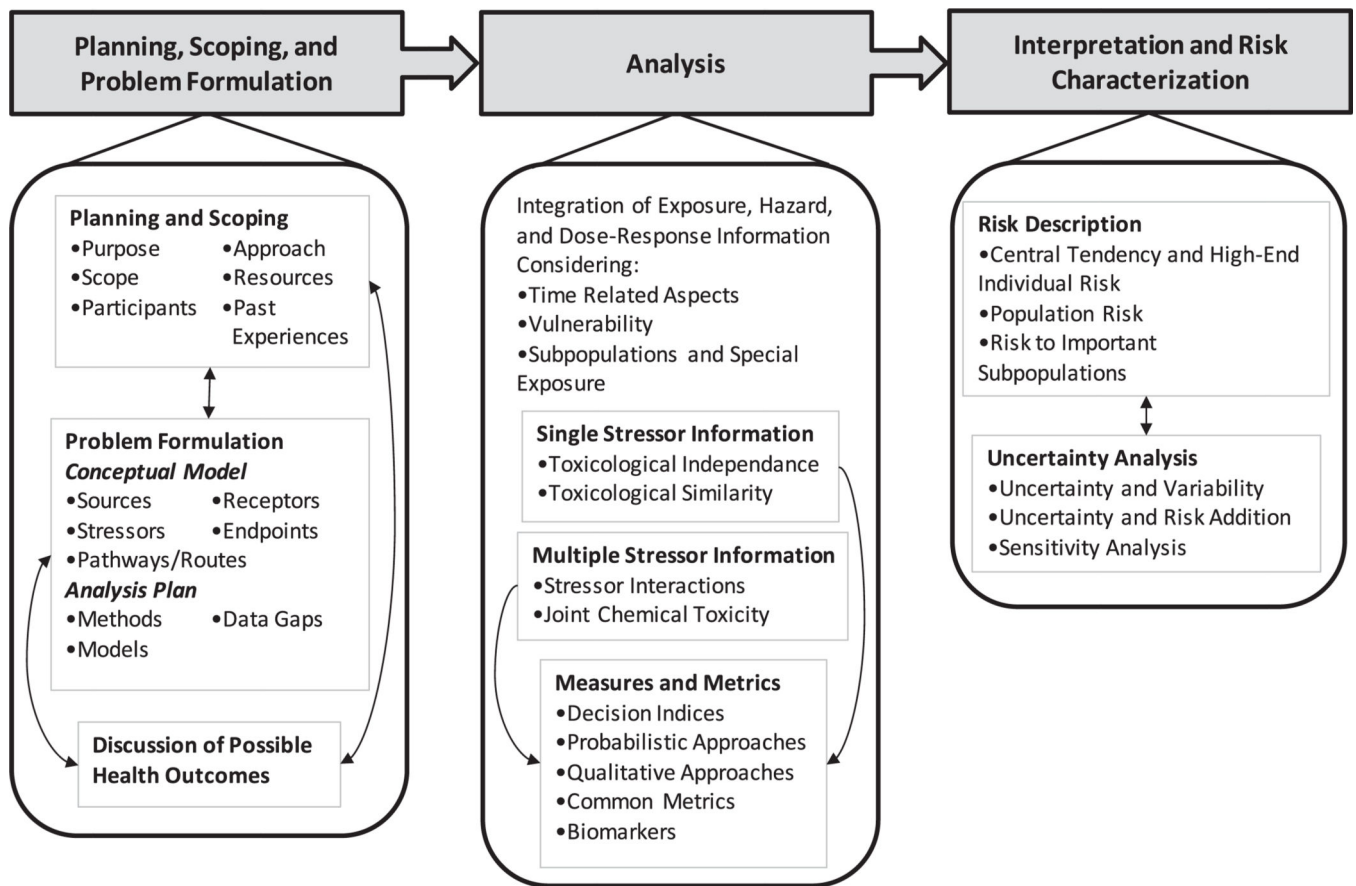 Planning, Scoping, and
Problem Formulation
Analysis
Interpretation and Risk
Characterization
Planning and Scoping
•Purpose •Approach
•Scope •Resources
•Participants •Past
Experiences
Problem Formulation
Conceptual Model
•Sources •Receptors
•Stressors •Endpoints
•Pathways/Routes
Analysis Plan
•Methods •Data Gaps
•Models
Discussion of Possible
Health Outcomes
Integration of Exposure, Hazard,
and Dose-Response Information
Considering:
•Time Related Aspects
•Vulnerability
•Subpopulations and Special
Exposure
Single Stressor Information
•Toxicological Independance
•Toxicological Similarity
Multiple Stressor Information
•Stressor Interactions
•Joint Chemical Toxicity
Measures and Metrics
•Decision Indices
•Probabilistic Approaches
•Qualitative Approaches
•Common Metrics
•Biomarkers
Risk Description
•Central Tendency and High-End
Individual Risk
•Population Risk
•Risk to Important
Subpopulations
Uncertainty Analysis
•Uncertainty and Variability
•Uncertainty and Risk Addition
•Sensitivity Analysis